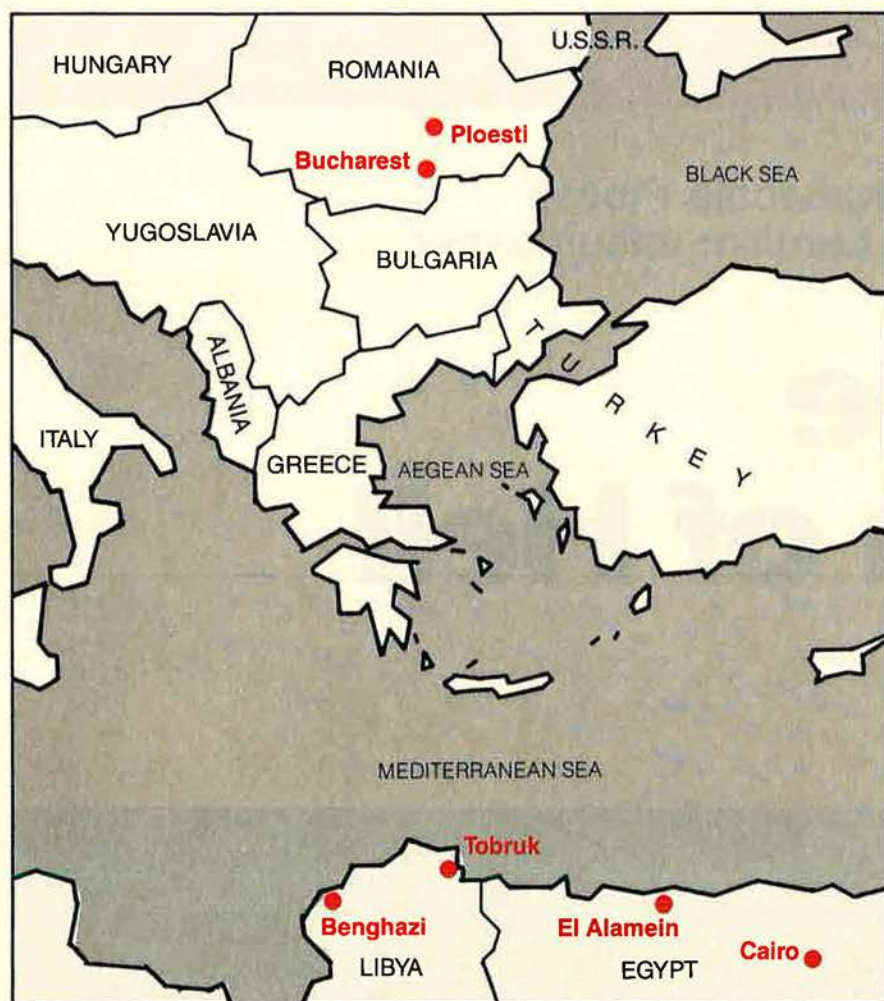 HUNGARY
ROMANIA
U.S.S.R.
Ploesti
Bucharest
BLACK SEA
YUGOSLAVIA
BULGARIA
ALBANIA
TURKEY
ITALY
GREECE
AEGEAN SEA
MEDITERRANEAN SEA
Tobruk
Benghazi
El Alamein
LIBYA
EGYPT
Cairo